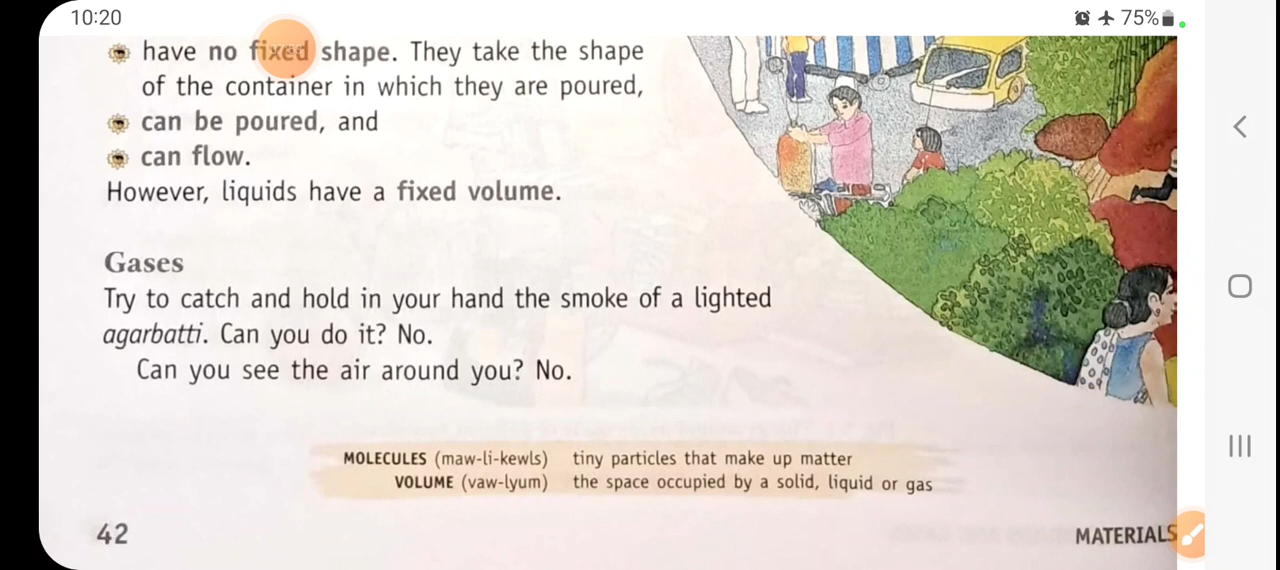 10:20
75%
have no fixed shape. They take the shape
of the container in which they are poured,
can be poured, and
can flow.
However, liquids have a fixed volume.
Gases
Try to catch and hold in your hand the smoke of a lighted
agarbatti. Can you do it? No.
Can you see the air around you? No.
MOLECULES (maw-li-kewls) tiny particles that make up matter
VOLUME (vaw-lyum) the space occupied by a solid, liquid or gas
42
MATERIALS